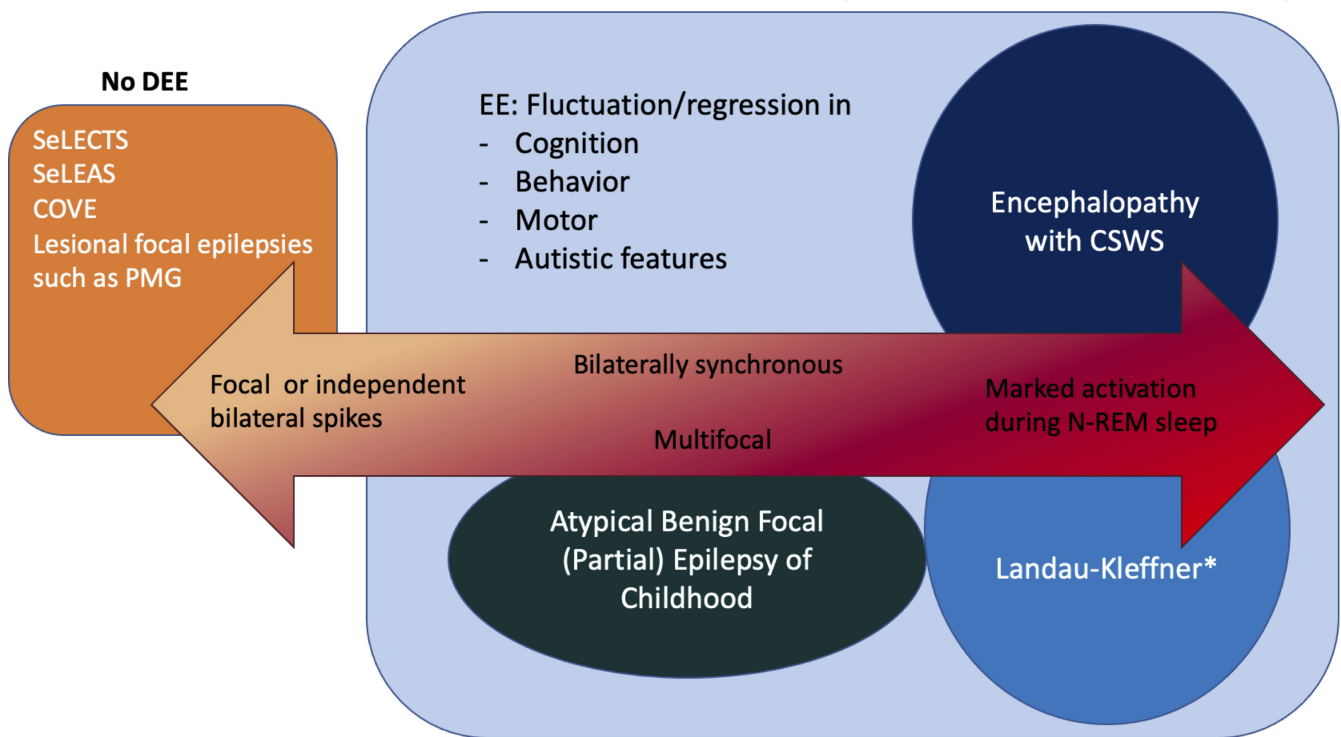 No DEE
SeLECTS
SeLEAS
COVE
Lesional focal epilepsies
such as PMG
EE: Fluctuation/regression in
- Cognition
- Behavior
- Motor
- Autistic features
Encephalopathy
with CSWS
Focal or independent
bilateral spikes
Bilaterally synchronous
Multifocal
Marked activation
during N-REM sleep
Atypical Benign Focal
(Partial) Epilepsy of
Childhood
Landau-Kleffner*